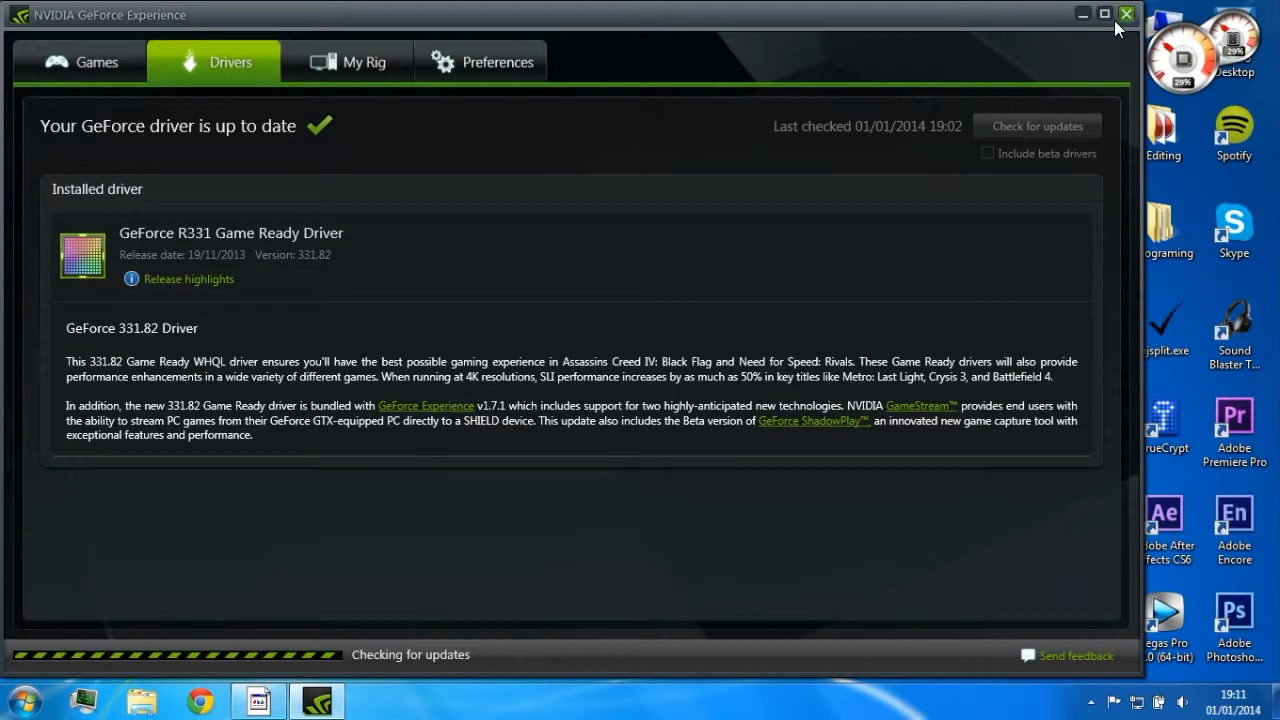 NVIDIA GeForce Experience
Games
Drivers
My Rig
Preferences
Your GeForce driver is up to date
Last checked 01/01/2014 19:02
Check for updates
Include beta drivers
Installed driver
GeForce R331 Game Ready Driver
Release date: 19/11/2013 Version: 331.82
Release highlights
GeForce 331.82 Driver
This 331.82 Game Ready WHQL driver ensures you'll have the best possible gaming experience in Assassins Creed IV: Black Flag and Need for Speed: Rivals. These Game Ready drivers will also provide
performance enhancements in a wide variety of different games. When running at 4K resolutions, SLI performance increases by as much as 50% in key titles like Metro: Last Light, Crysis 3, and Battlefield 4.
In addition, the new 331.82 Game Ready driver is bundled with GeForce Experience v1.7.1 which includes support for two highly-anticipated new technologies. NVIDIA GameStream™ provides end users with
the ability to stream PC games from their GeForce GTX-equipped PC directly to a SHIELD device. This update also includes the Beta version of GeForce ShadowPlay™, an innovated new game capture tool with
exceptional features and performance.
Checking for updates
Send feedback
29%
29%
Desktop
Editing
Spotify
ograming
Skype
jsplit.exe
Sound
Blaster T...
rueCrypt
Pr
Adobe
Premiere Pro
Ae
dobe After
ffects CS6
En
Adobe
Encore
egas Pro
.0 (64-bit)
Ps
Adobe
Photosho...
19:11
01/01/2014